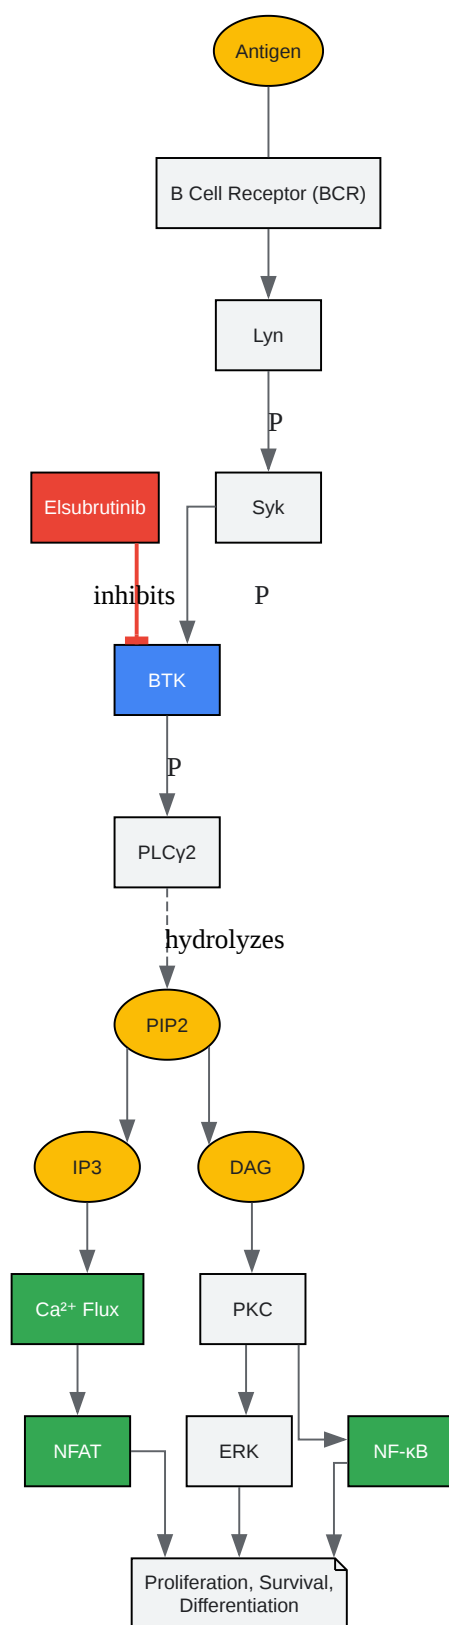 Antigen
B Cell Receptor (BCR)
Lyn
P
Elsubrutinib
Syk
inhibits
P
BTK
P
PLCγ2
hydrolyzes
PIP2
IP3
DAG
Ca²⁺ Flux
PKC
NFAT
ERK
NF-κB
Proliferation, Survival,
Differentiation